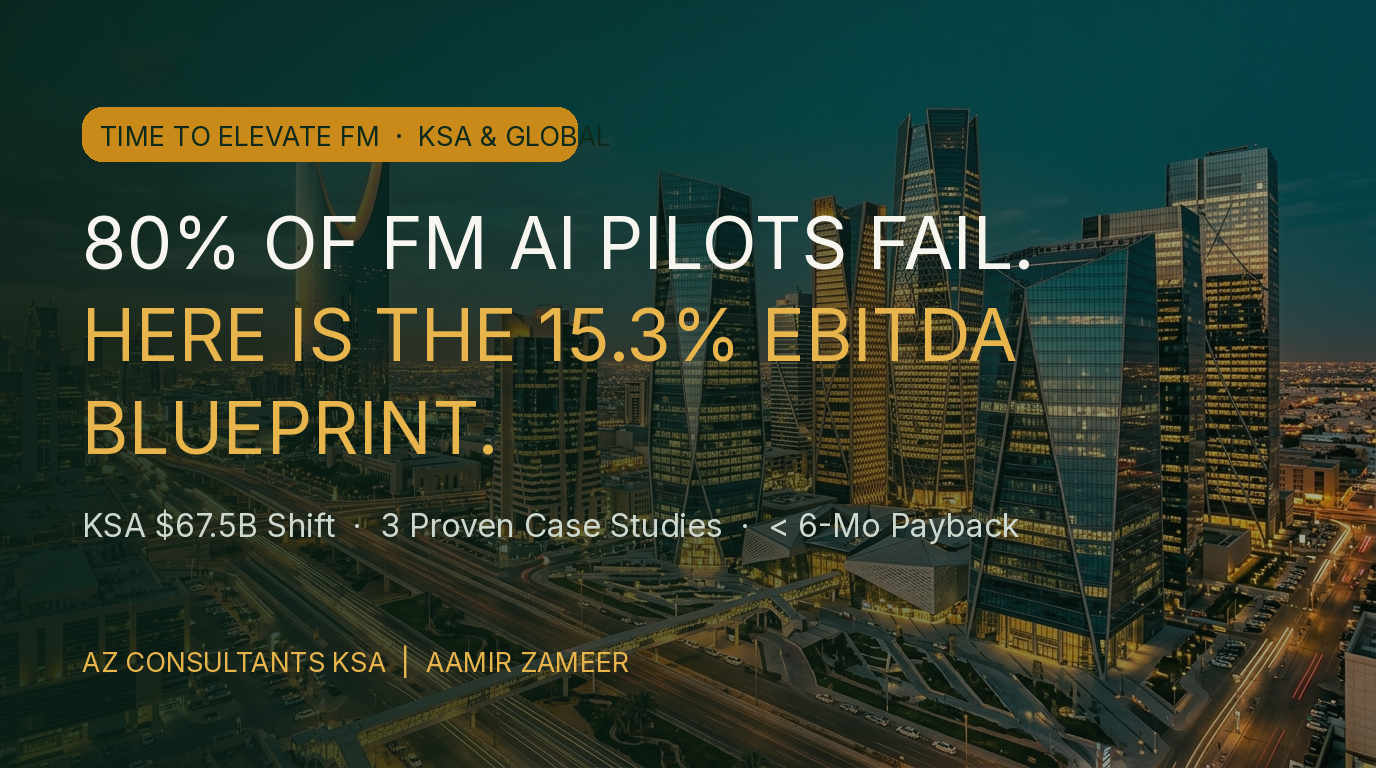 TIME TO ELEVATE FM · KSA & GLOBAL
80% OF FM AI PILOTS FAIL.
HERE IS THE 15.3% EBITDA
BLUEPRINT.
KSA $67.5B Shift · 3 Proven Case Studies · < 6-Mo Payback
AZ CONSULTANTS KSA | AAMIR ZAMEER